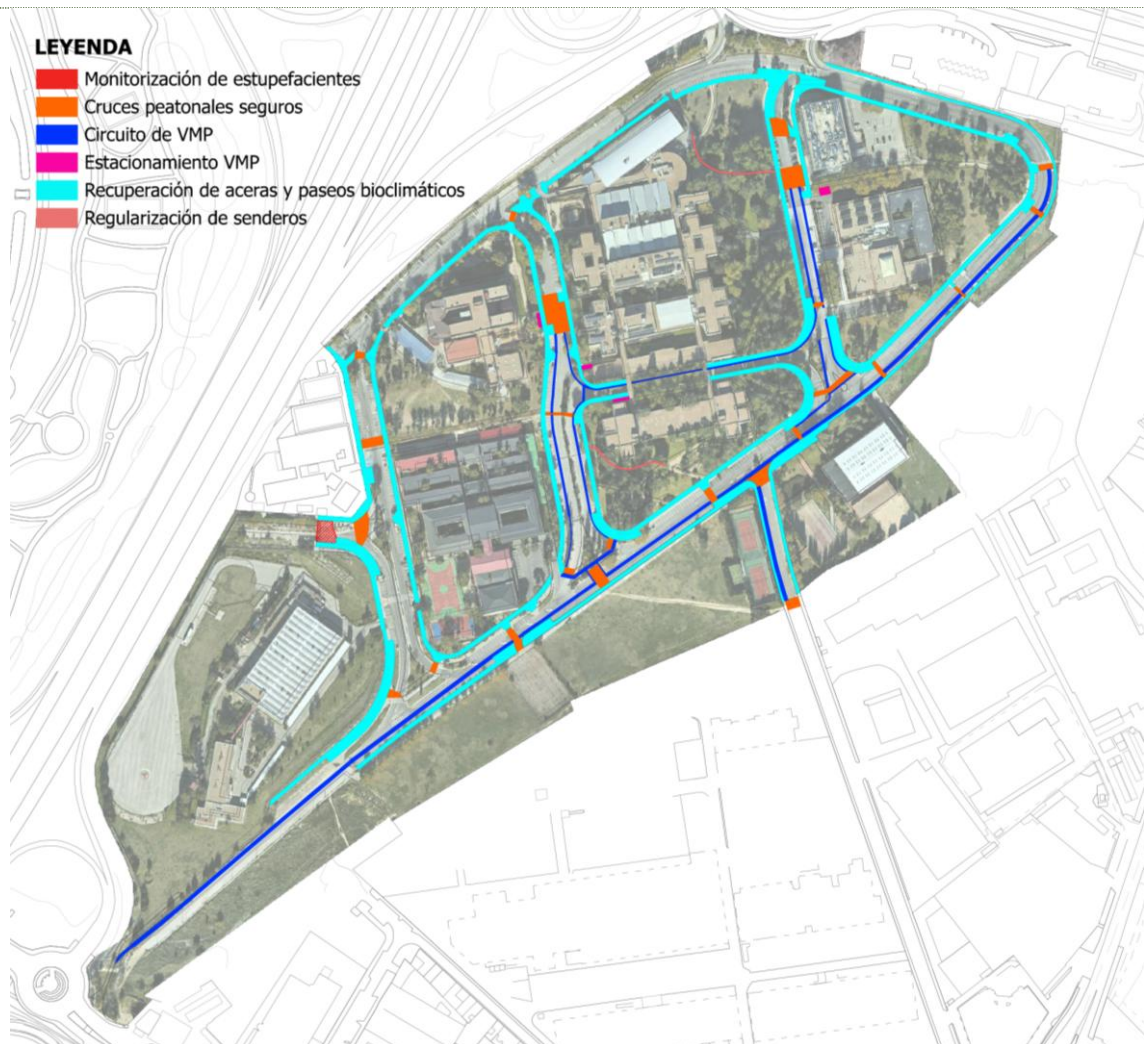 LEYENDA
Monitorización de estupefacientes
Cruces peatonales seguros
Circuito de VMP
Estacionamiento VMP
Recuperación de aceras y paseos bioclimáticos
Regularización de senderos